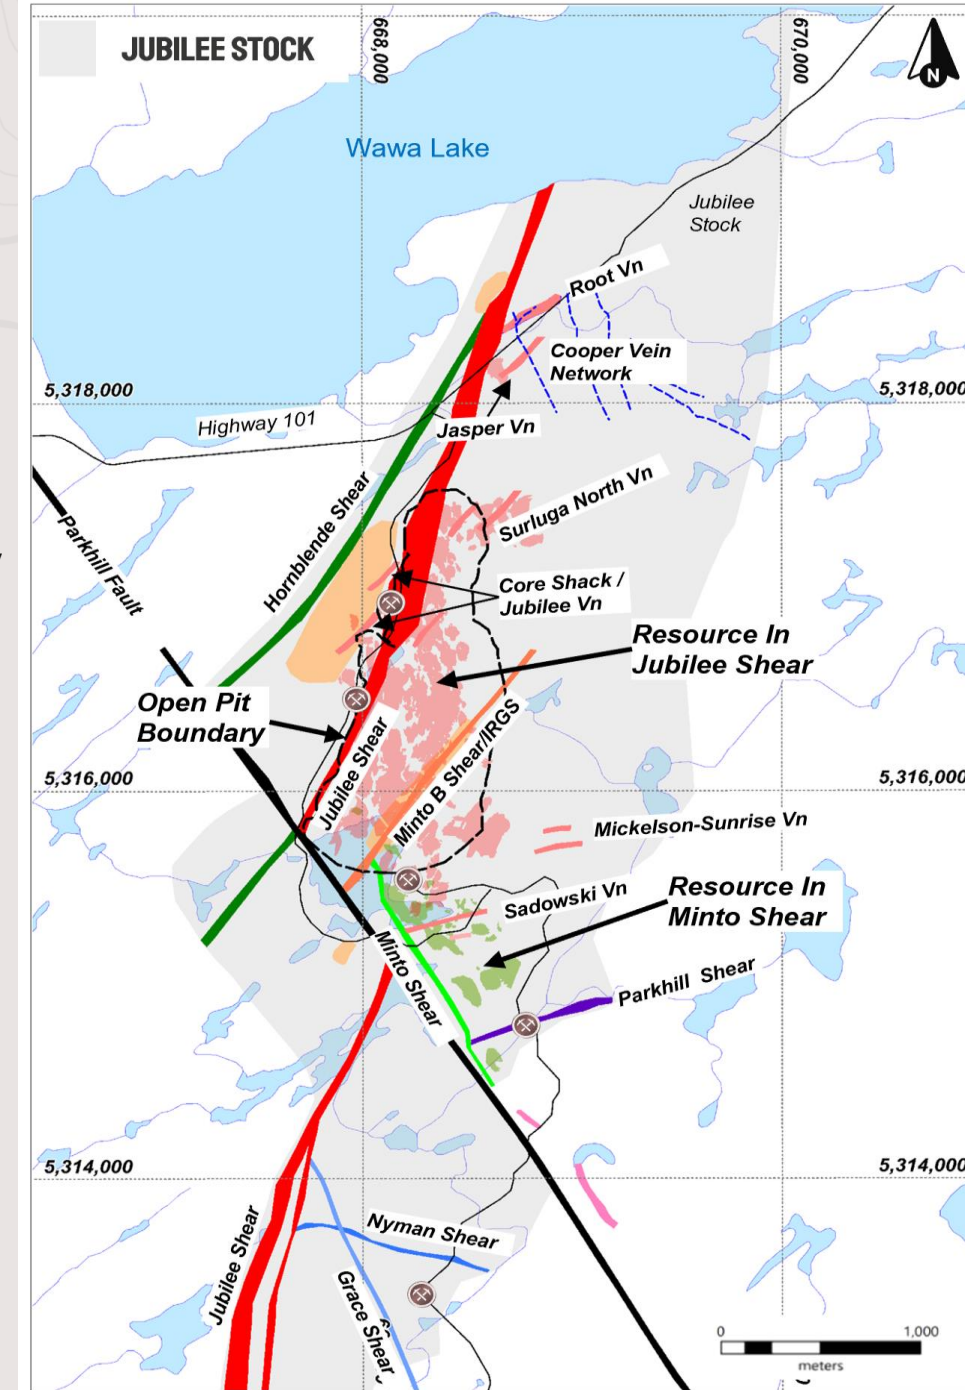 JUBILEE STOCK
668,000
670,000
N
Wawa Lake
Jubilee
Stock
Root Vn
Cooper Vein
Network
5,318,000
5,318,000
Highway 101
Jasper Vn
Hornblende Shear
Surluga North Vn
Parkhill Fault
Core Shack /
Jubilee Vn
Resource In
Jubilee Shear
Open Pit
Boundary
Jubilee Shear
Minto B Shear/IRGS
5,316,000
5,316,000
Mickelson-Sunrise Vn
Sadowski Vn
Resource In
Minto Shear
Minto Shear
Parkhill Shear
5,314,000
5,314,000
Jubilee Shear
Nyman Shear
Grace Shear
0
1,000
meters